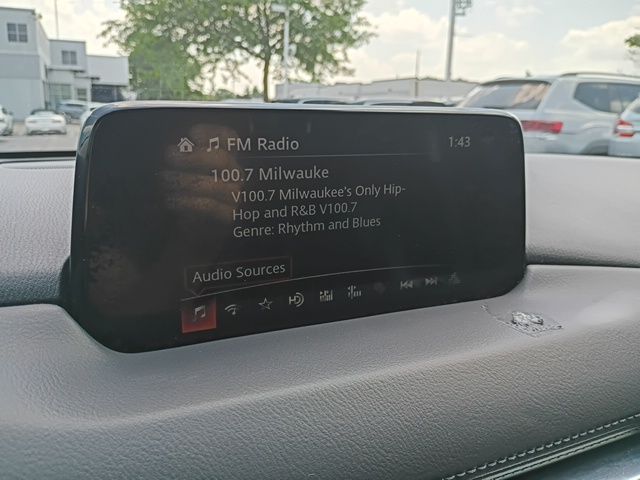 FM Radio
1:43
100.7 Milwauke
V100.7 Milwaukee's Only Hip-
Hop and R&B V100.7
Genre: Rhythm and Blues
Audio Sources
HD